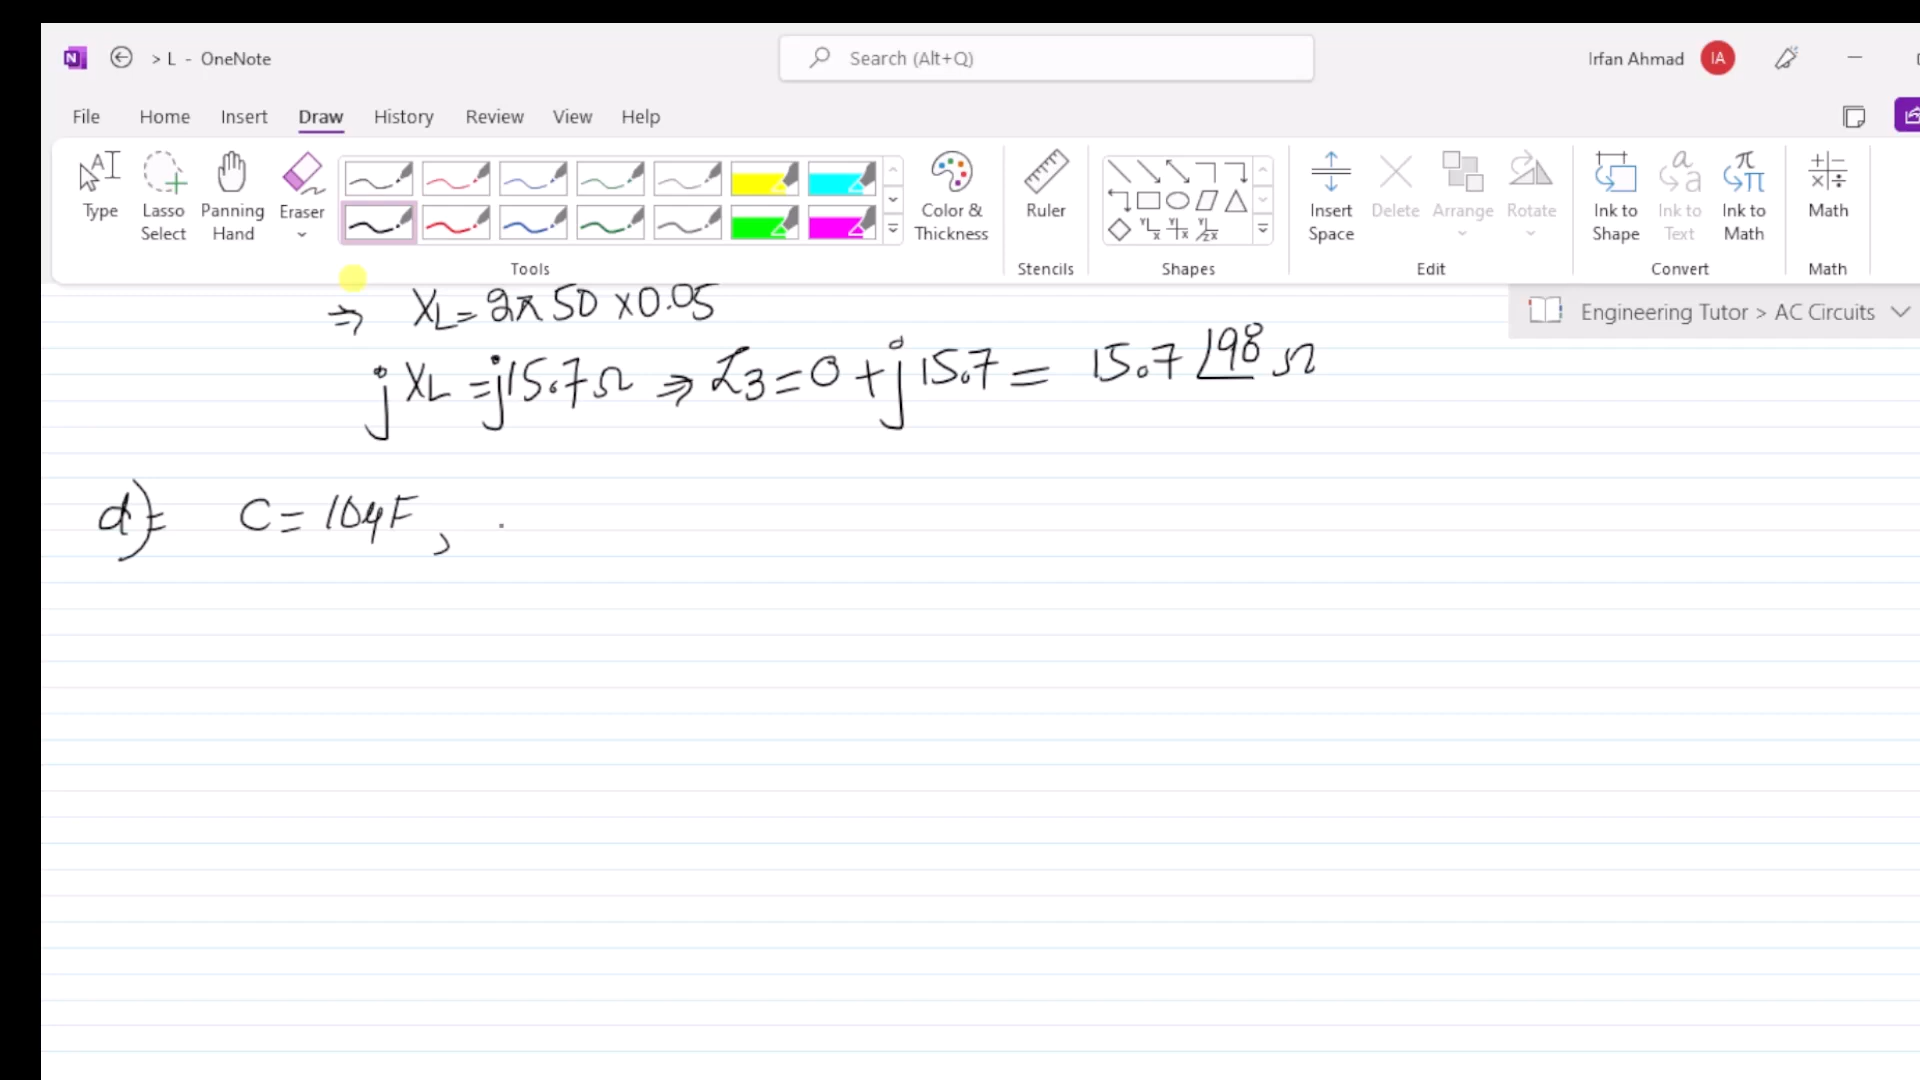 > L - OneNote
Search (Alt+Q)
Irfan Ahmad IA
File Home Insert Draw History Review View Help
Type
Lasso Select
Panning Hand
Eraser
Color & Thickness
Ruler
Insert Space
Delete
Arrange
Rotate
Ink to Shape
Ink to Text
Ink to Math
Math
Tools Stencils Shapes Edit Convert Math
Engineering Tutor > AC Circuits
⇒ XL = 2π 50 × 0.05
j XL = j15.7 Ω ⇒ Z3 = 0 + j 15.7 = 15.7 ∠90° Ω
d)= C = 10μF ,